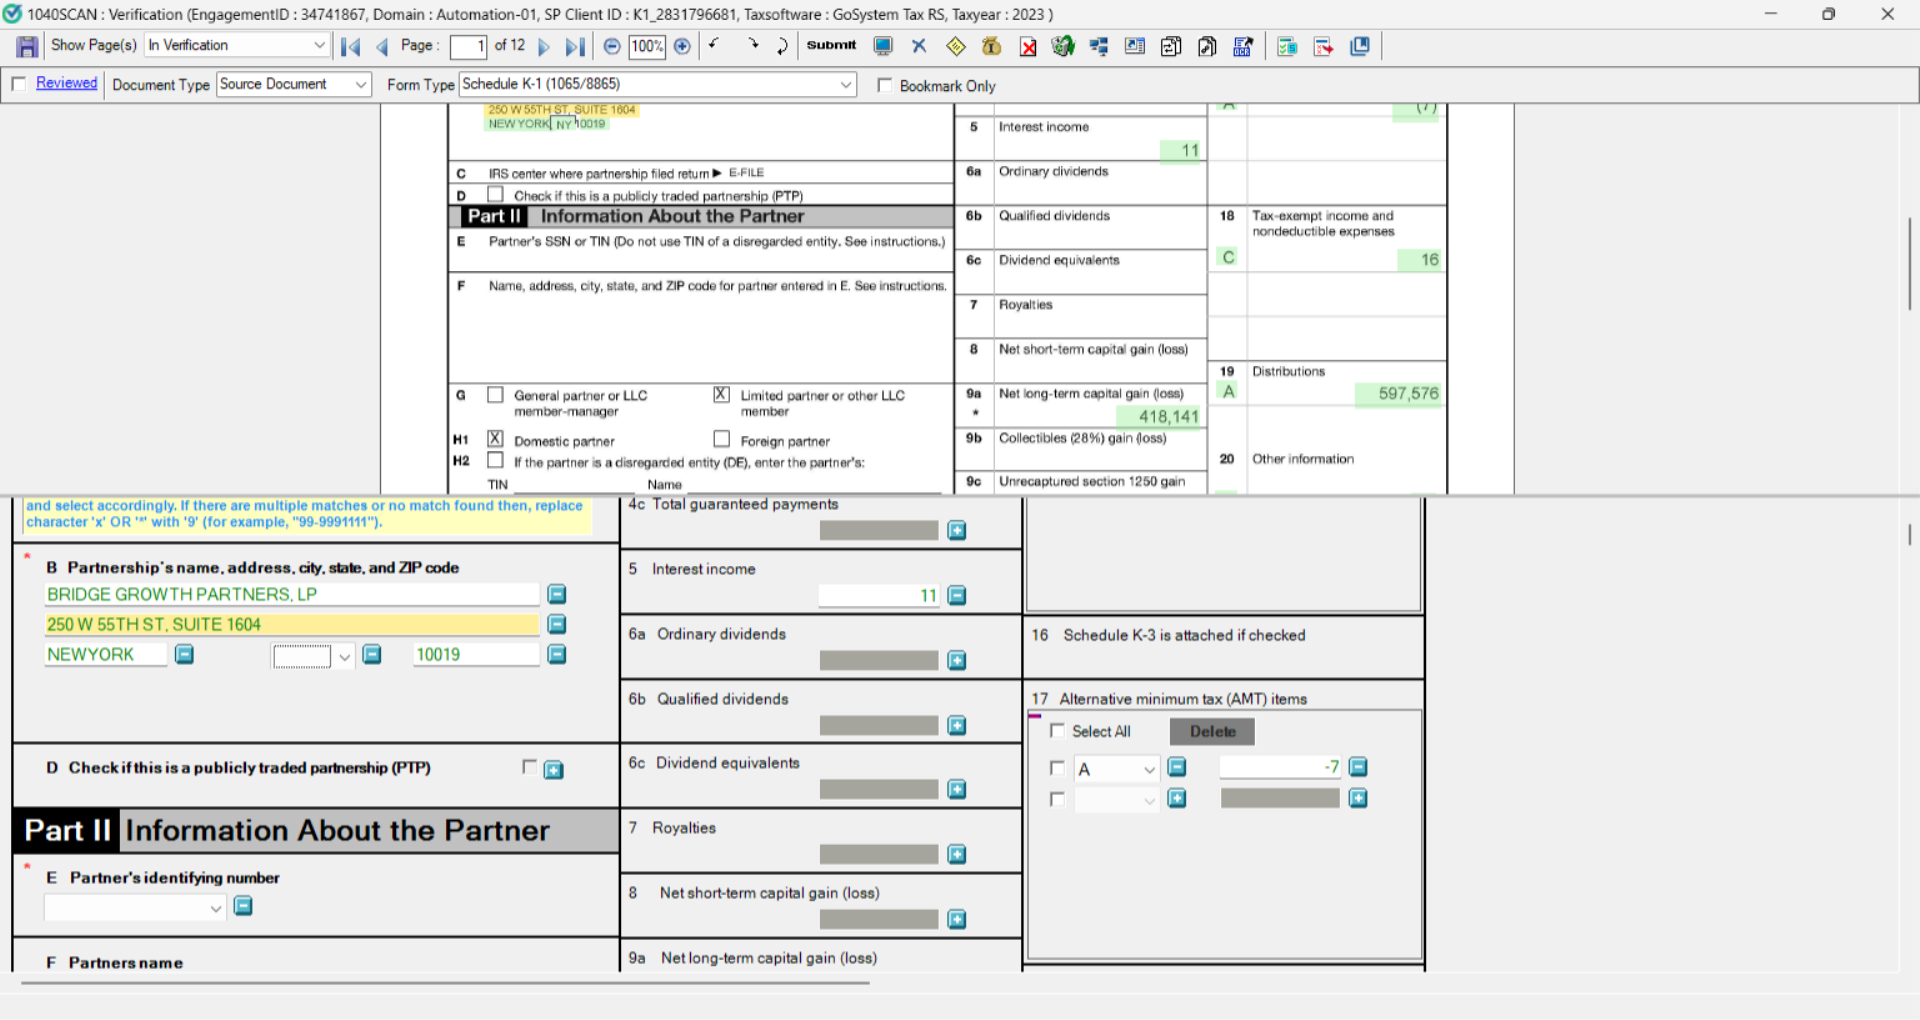 1040SCAN : Verification (EngagementID : 34741867, Domain : Automation-01, SP Client ID : K1_2831796681, Taxsoftware : GoSystem Tax RS, Taxyear : 2023 )
Show Page(s) In Verification Page : 1 of 12 100% Submit
Reviewed Document Type Source Document Form Type Schedule K-1 (1065/8865) Bookmark Only
250 W 55TH ST, SUITE 1604
NEW YORK, NY 10019
C IRS center where partnership filed return ▶ E-FILE
D Check if this is a publicly traded partnership (PTP)
Part II Information About the Partner
E Partner's SSN or TIN (Do not use TIN of a disregarded entity. See instructions.)
F Name, address, city, state, and ZIP code for partner entered in E. See instructions.
G General partner or LLC member-manager
X Limited partner or other LLC member
H1 X Domestic partner Foreign partner
H2 If the partner is a disregarded entity (DE), enter the partner's:
TIN Name
5 Interest income
11
6a Ordinary dividends
6b Qualified dividends
6c Dividend equivalents
7 Royalties
8 Net short-term capital gain (loss)
9a Net long-term capital gain (loss)
* 418,141
9b Collectibles (28%) gain (loss)
9c Unrecaptured section 1250 gain
A (7)
18 Tax-exempt income and
nondeductible expenses
C 16
19 Distributions
A 597,576
20 Other information
and select accordingly. If there are multiple matches or no match found then, replace
character 'x' OR '*' with '9' (for example, "99-9991111").
* B Partnership's name, address, city, state, and ZIP code
BRIDGE GROWTH PARTNERS, LP
250 W 55TH ST, SUITE 1604
NEWYORK 10019
D Check if this is a publicly traded partnership (PTP)
Part II Information About the Partner
* E Partner's identifying number
F Partners name
4c Total guaranteed payments
5 Interest income
11
6a Ordinary dividends
6b Qualified dividends
6c Dividend equivalents
7 Royalties
8 Net short-term capital gain (loss)
9a Net long-term capital gain (loss)
16 Schedule K-3 is attached if checked
17 Alternative minimum tax (AMT) items
Select All Delete
A -7